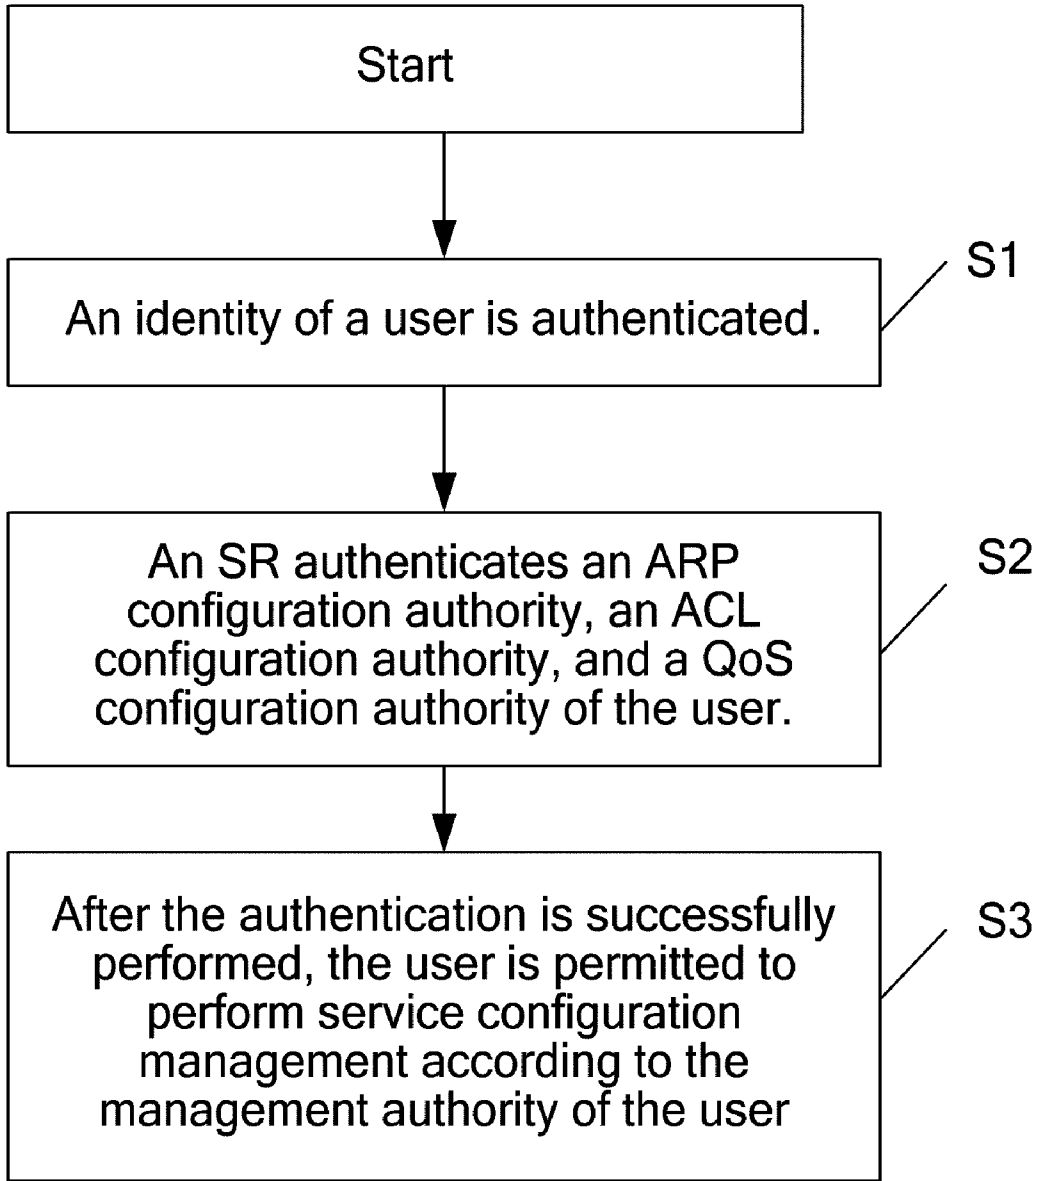 Start
S1
An identity of a user is authenticated.
S2
An SR authenticates an ARP
configuration authority, an ACL
configuration authority, and a QoS
configuration authority of the user.
S3
After the authentication is successfully
performed, the user is permitted to
perform service configuration
management according to the
management authority of the user